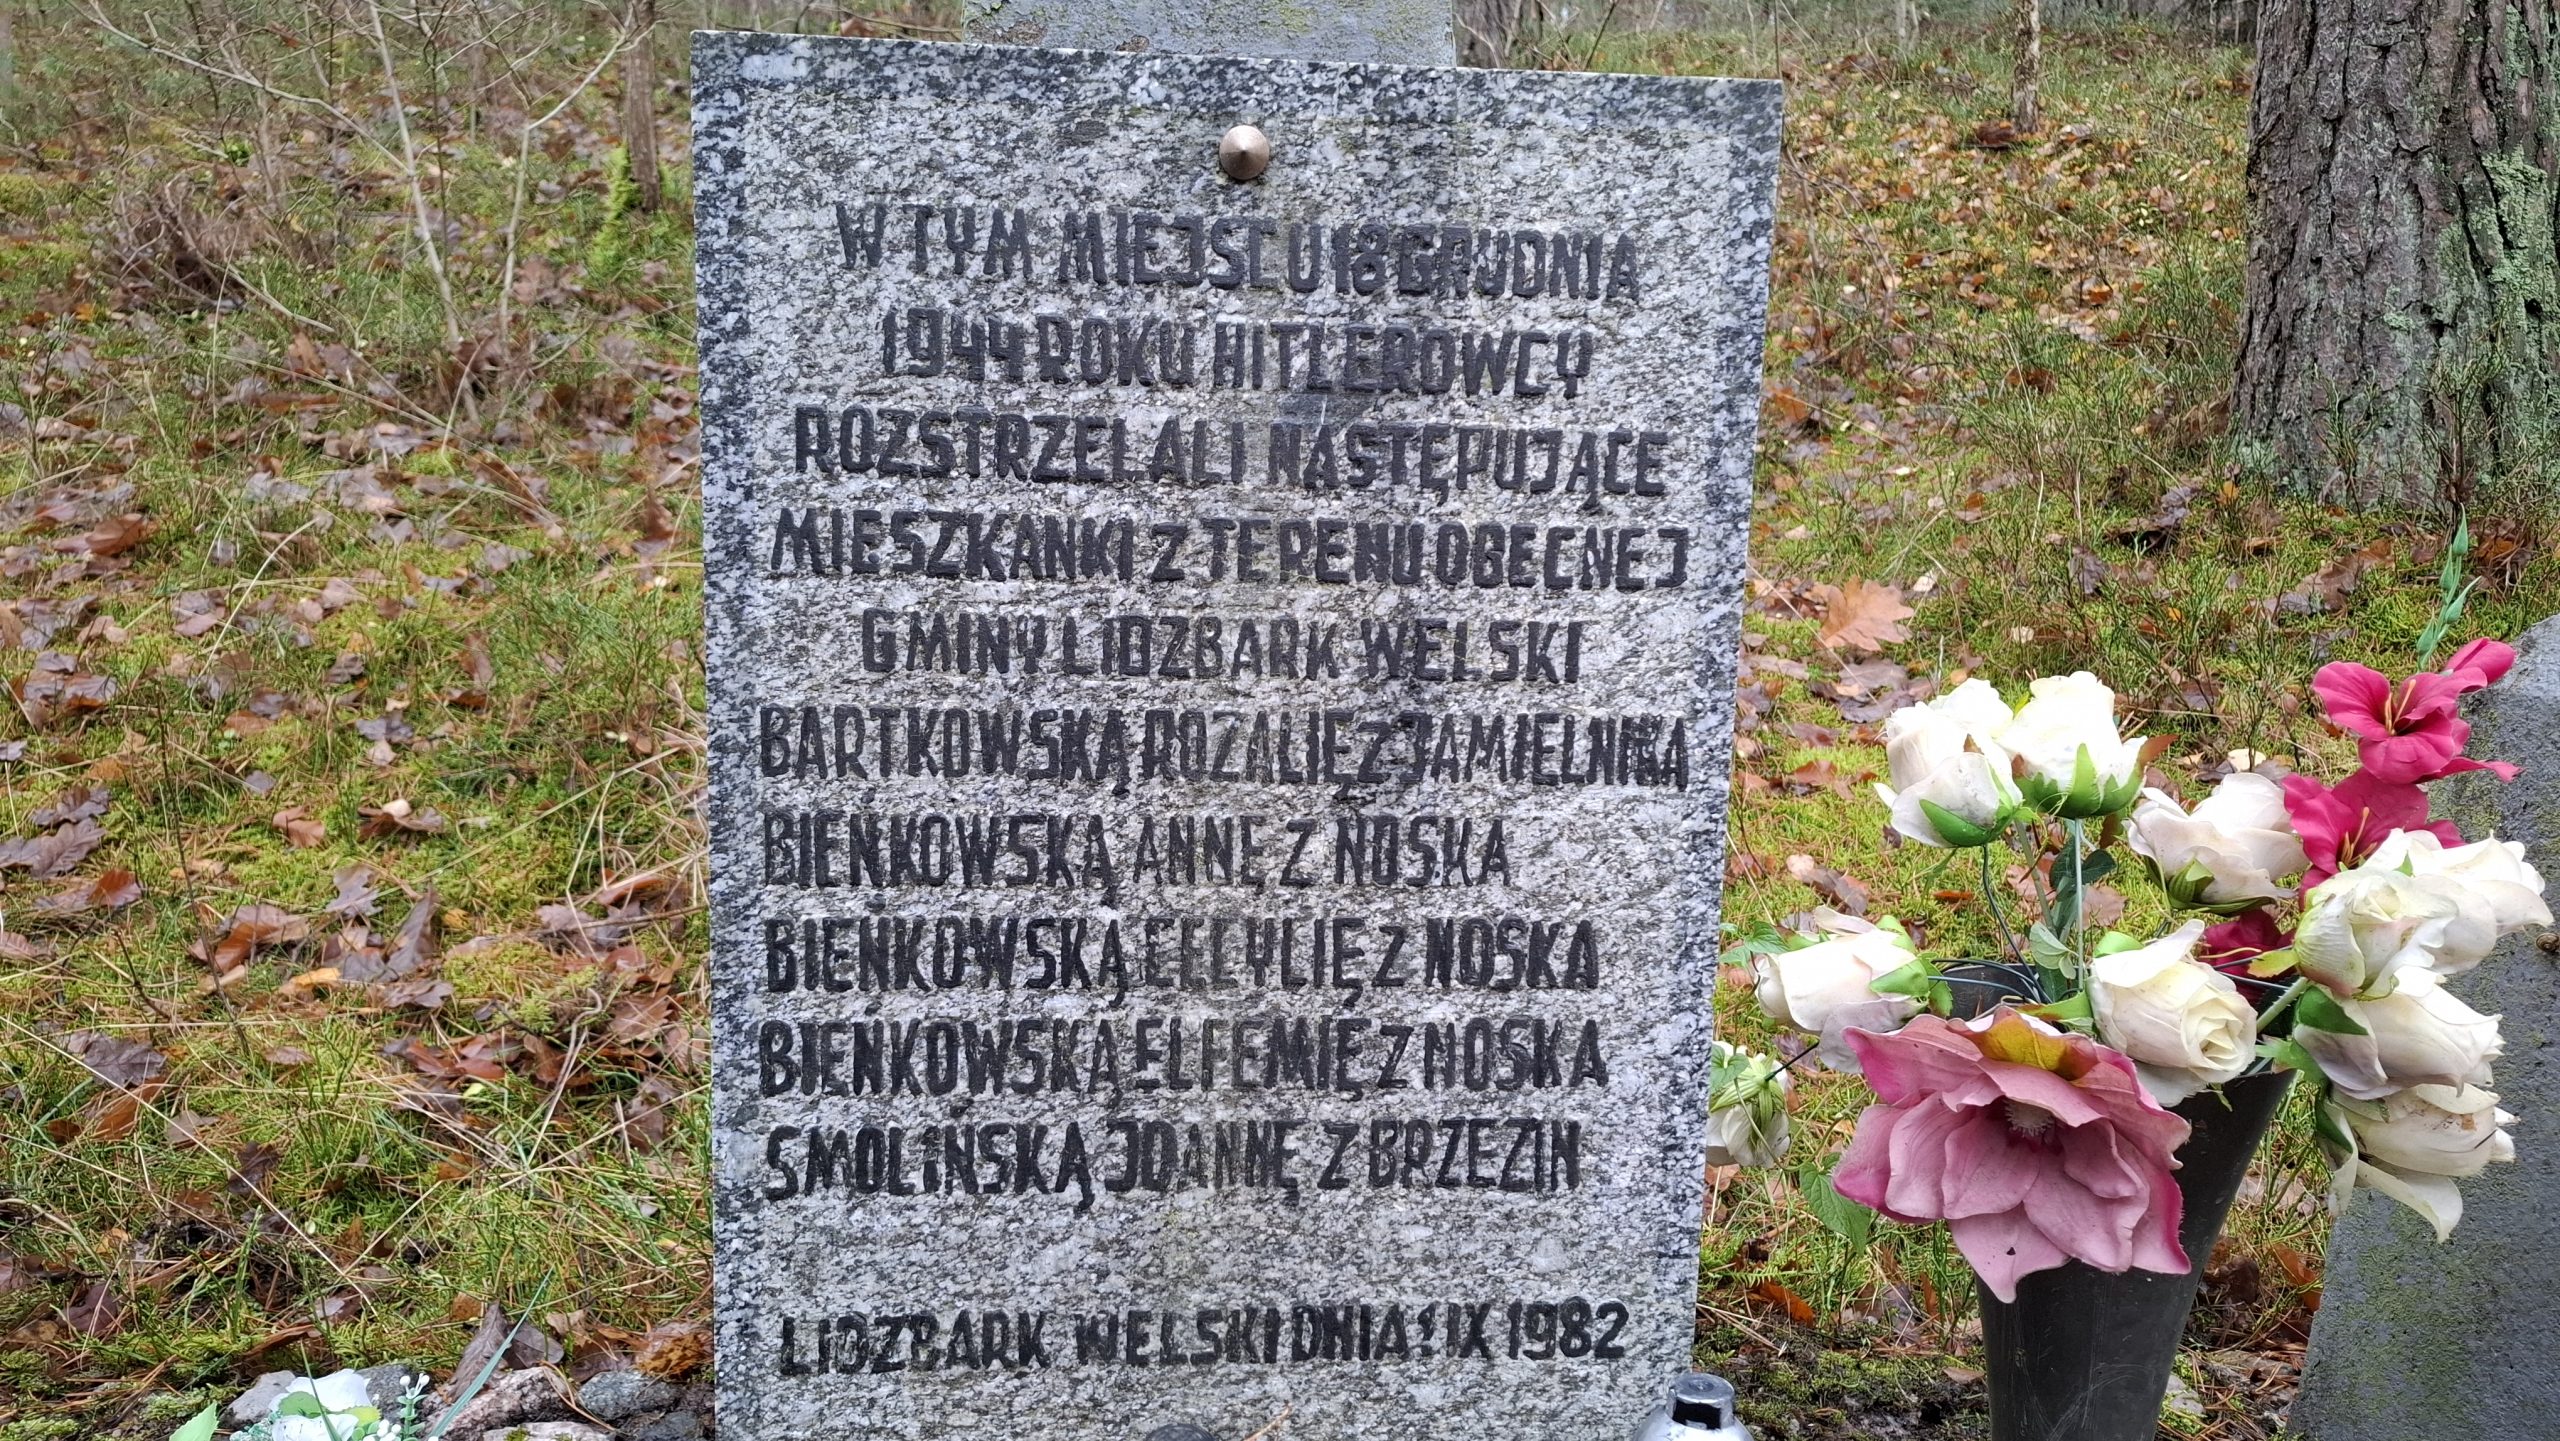 W TYM MIEJSCU 18 GRUDNIA
1944 ROKU HITLEROWCY
ROZSTRZELALI NASTĘPUJĄCE
MIESZKANKI Z TERENU OBECNEJ
GMINY LIDZBARK WELSKI
BARTKOWSKĄ ROZALIĘ Z JAMIELNIKA
BIEŃKOWSKĄ ANNĘ Z NOSKA
BIEŃKOWSKĄ CECYLIĘ Z NOSKA
BIEŃKOWSKĄ ELFEMIĘ Z NOSKA
SMOLIŃSKĄ JOANNĘ Z BRZEZIN
LIDZBARK WELSKI DNIA 1 IX 1982